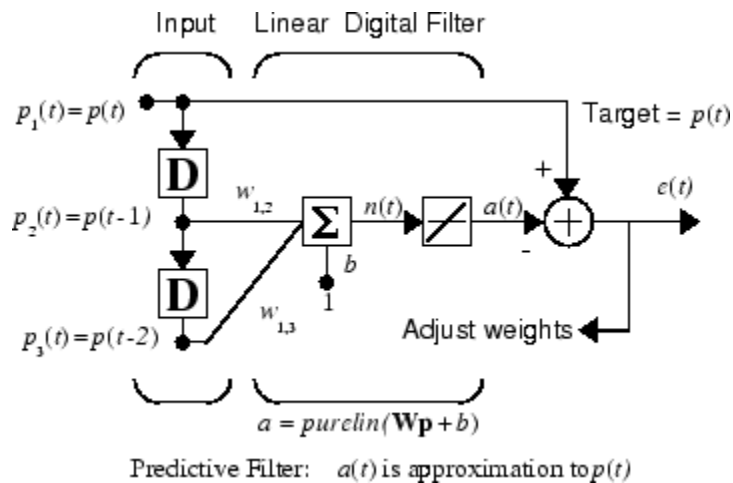 Input Linear Digital Filter
p1(t)=p(t)
Target = p(t)
D
+
e(t)
p2(t)=p(t-1)
w1,2
Σ
n(t)
a(t)
+
-
b
D
1
w1,3
p3(t)=p(t-2)
Adjust weights
a = purelin(Wp + b)
Predictive Filter: a(t) is approximation to p(t)